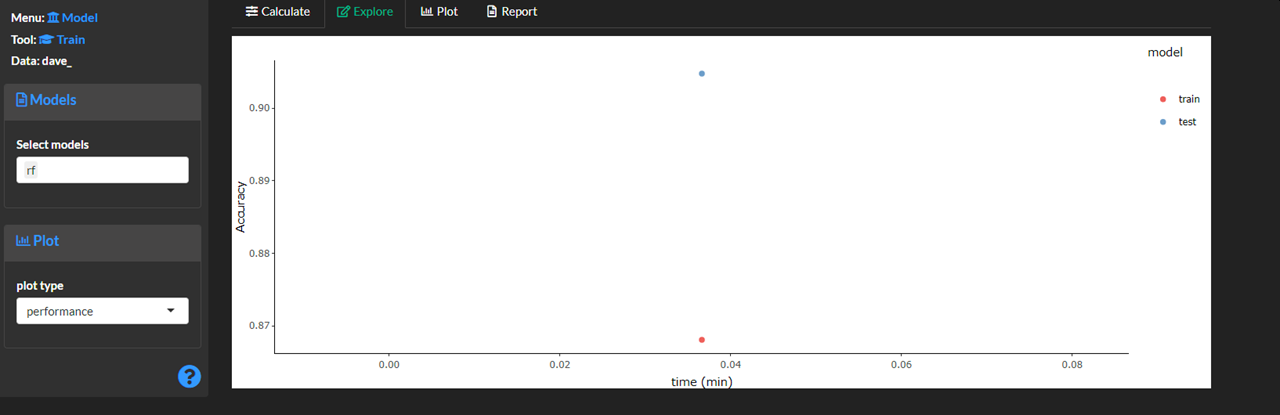 Menu: Model
Tool: Train
Data: dave_
Models
Select models
rf
Plot
plot type
performance
?
Calculate
Explore
Plot
Report
model
train
test
0.90
0.89
0.88
0.87
Accuracy
0.00
0.02
0.04
0.06
0.08
time (min)